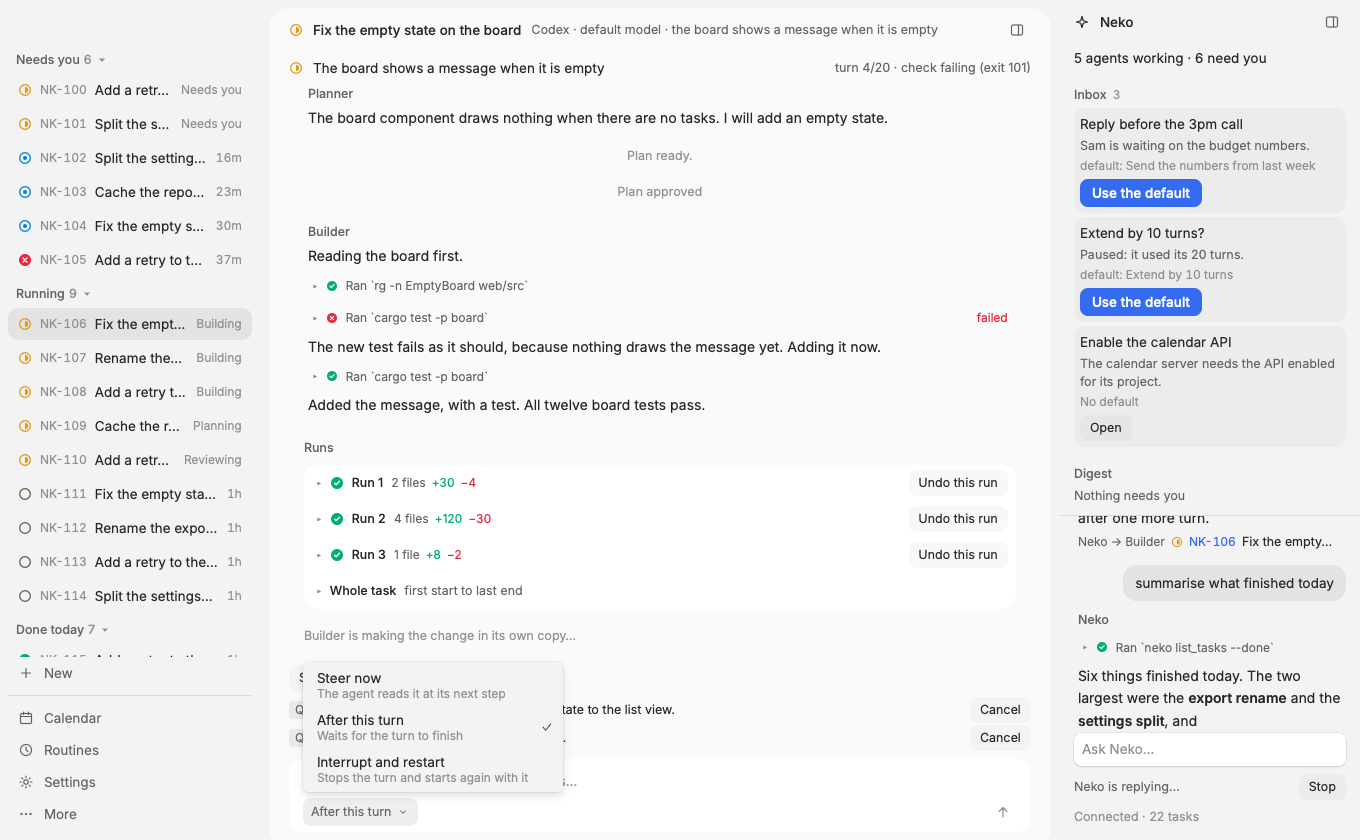 Needs you 6
NK-100 Add a retr... Needs you
NK-101 Split the s... Needs you
NK-102 Split the setting... 16m
NK-103 Cache the repo... 23m
NK-104 Fix the empty s... 30m
NK-105 Add a retry to t... 37m
Running 9
NK-106 Fix the empt... Building
NK-107 Rename the... Building
NK-108 Add a retry t... Building
NK-109 Cache the r... Planning
NK-110 Add a retr... Reviewing
NK-111 Fix the empty sta... 1h
NK-112 Rename the expo... 1h
NK-113 Add a retry to the... 1h
NK-114 Split the settings... 1h
Done today 7
New
Calendar
Routines
Settings
More
Fix the empty state on the board Codex · default model · the board shows a message when it is empty
The board shows a message when it is empty turn 4/20 · check failing (exit 101)
Planner
The board component draws nothing when there are no tasks. I will add an empty state.
Plan ready.
Plan approved
Builder
Reading the board first.
Ran `rg -n EmptyBoard web/src`
Ran `cargo test -p board` failed
The new test fails as it should, because nothing draws the message yet. Adding it now.
Ran `cargo test -p board`
Added the message, with a test. All twelve board tests pass.
Runs
Run 1 2 files +30 −4 Undo this run
Run 2 4 files +120 −30 Undo this run
Run 3 1 file +8 −2 Undo this run
Whole task first start to last end
Builder is making the change in its own copy...
Steer now
The agent reads it at its next step
After this turn
Waits for the turn to finish
Interrupt and restart
Stops the turn and starts again with it
tate to the list view. Cancel
. Cancel
s...
After this turn
Neko
5 agents working · 6 need you
Inbox 3
Reply before the 3pm call
Sam is waiting on the budget numbers.
default: Send the numbers from last week
Use the default
Extend by 10 turns?
Paused: it used its 20 turns.
default: Extend by 10 turns
Use the default
Enable the calendar API
The calendar server needs the API enabled
for its project.
No default
Open
Digest
Nothing needs you
after one more turn.
Neko → Builder NK-106 Fix the empty...
summarise what finished today
Neko
Ran `neko list_tasks --done`
Six things finished today. The two
largest were the export rename and the
settings split, and
Ask Neko...
Neko is replying... Stop
Connected · 22 tasks